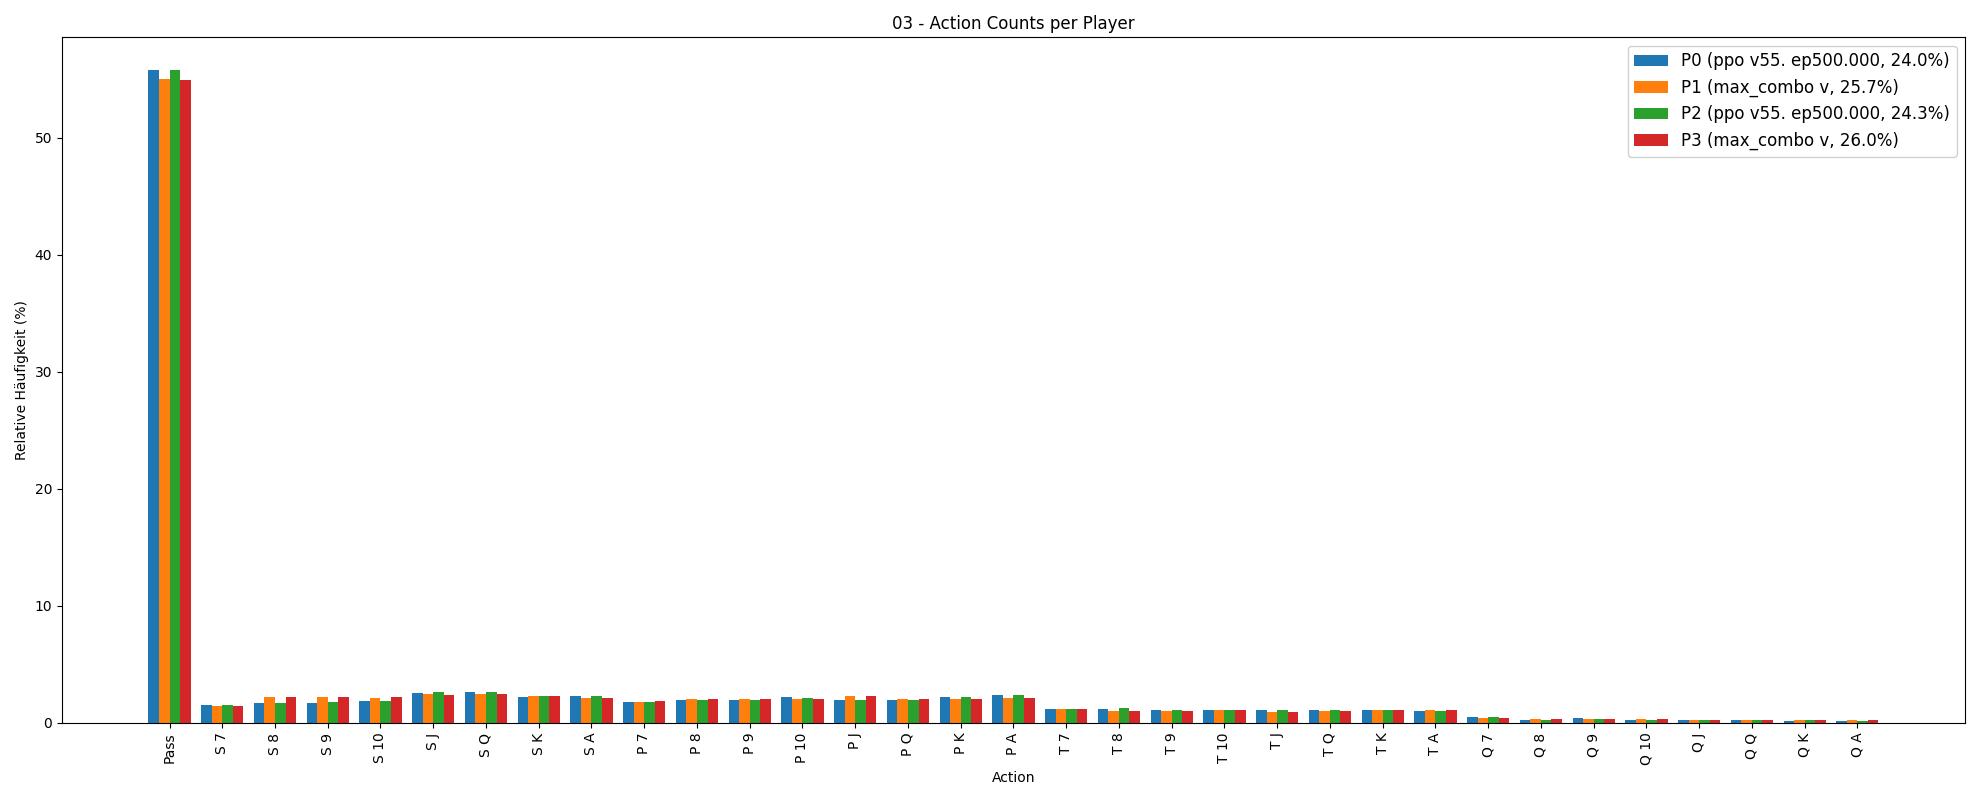 03 - Action Counts per Player
P0 (ppo v55. ep500.000, 24.0%)
P1 (max_combo v, 25.7%)
P2 (ppo v55. ep500.000, 24.3%)
P3 (max_combo v, 26.0%)
Relative Häufigkeit (%)
50
40
30
20
10
0
Pass
S 7
S 8
S 9
S 10
S J
S Q
S K
S A
P 7
P 8
P 9
P 10
P J
P Q
P K
P A
T 7
T 8
T 9
T 10
T J
T Q
T K
T A
Q 7
Q 8
Q 9
Q 10
Q J
Q Q
Q K
Q A
Action